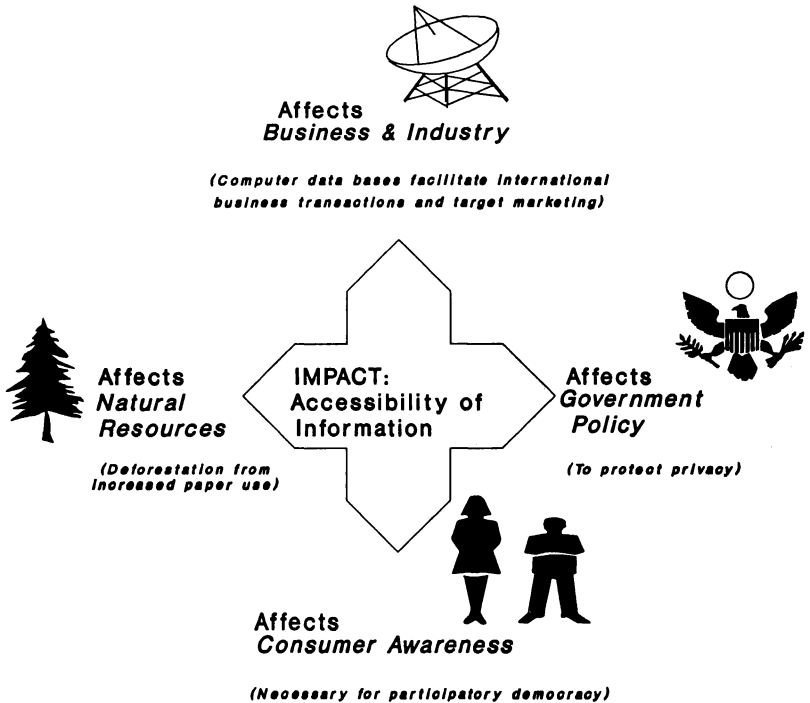 Affects
Business & Industry
(Computer data bases facilitate international
business transactions and target marketing)
Affects
Natural
Resources
(Deforestation from
increased paper use)
IMPACT:
Accessibility of
Information
Affects
Government
Policy
(To protect privacy)
Affects
Consumer Awareness
(Necessary for participatory democracy)